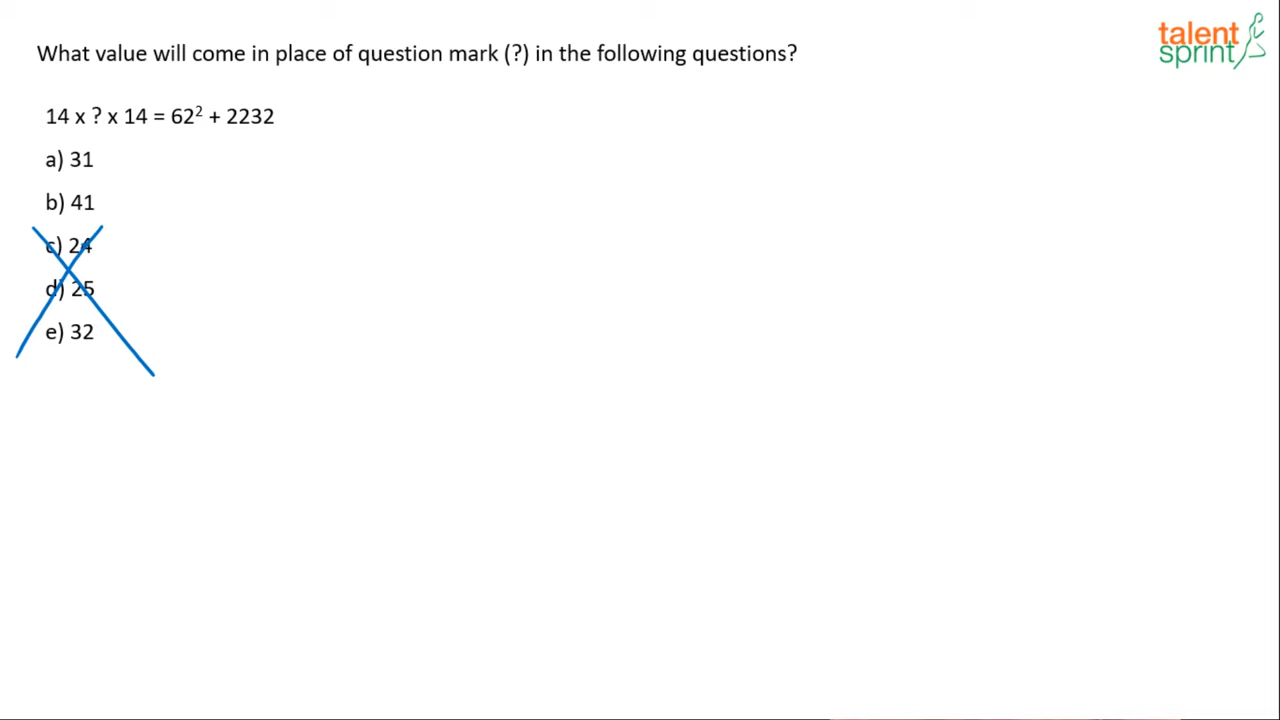 talent
sprint
What value will come in place of question mark (?) in the following questions?
14 x ? x 14 = 62² + 2232
a) 31
b) 41
c) 24
d) 25
e) 32